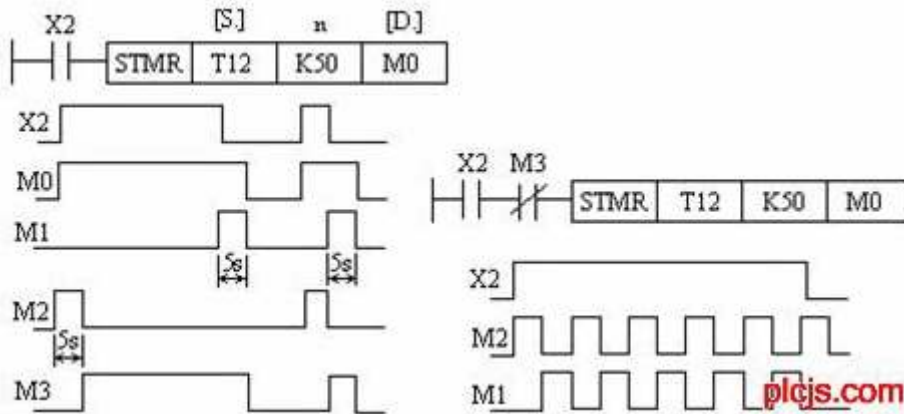 [S.] n [D.]
X2
STMR T12 K50 M0
X2
M0
M1
5s 5s
M2
5s
M3
X2 M3
STMR T12 K50 M0
X2
M2
M1
plcjs.com